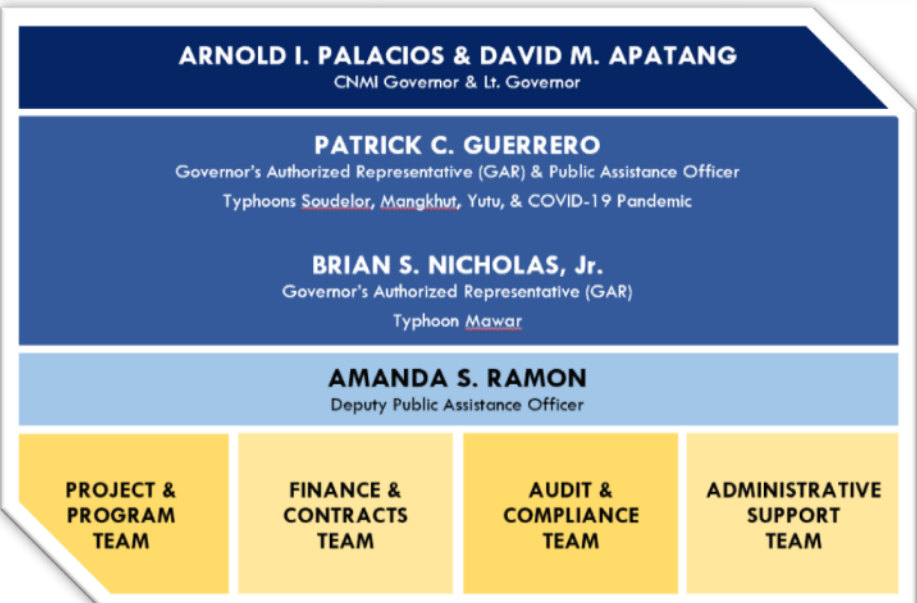 ARNOLD I. PALACIOS & DAVID M. APATANG
CNMI Governor & Lt. Governor
PATRICK C. GUERRERO
Governor's Authorized Representative (GAR) & Public Assistance Officer
Typhoons Soudelor, Mangkhut, Yutu, & COVID-19 Pandemic
BRIAN S. NICHOLAS, Jr.
Governor's Authorized Representative (GAR)
Typhoon Mawar
AMANDA S. RAMON
Deputy Public Assistance Officer
PROJECT &
PROGRAM
TEAM
FINANCE &
CONTRACTS
TEAM
AUDIT &
COMPLIANCE
TEAM
ADMINISTRATIVE
SUPPORT
TEAM